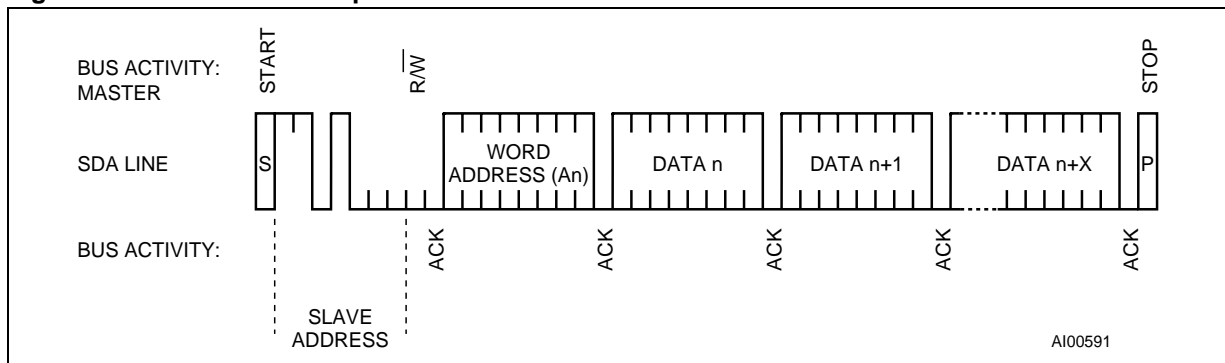 START
R/W
STOP
BUS ACTIVITY:
MASTER
SDA LINE
S
WORD
ADDRESS (An)
DATA n
DATA n+1
DATA n+X
P
BUS ACTIVITY:
ACK
ACK
ACK
ACK
ACK
SLAVE
ADDRESS
AI00591